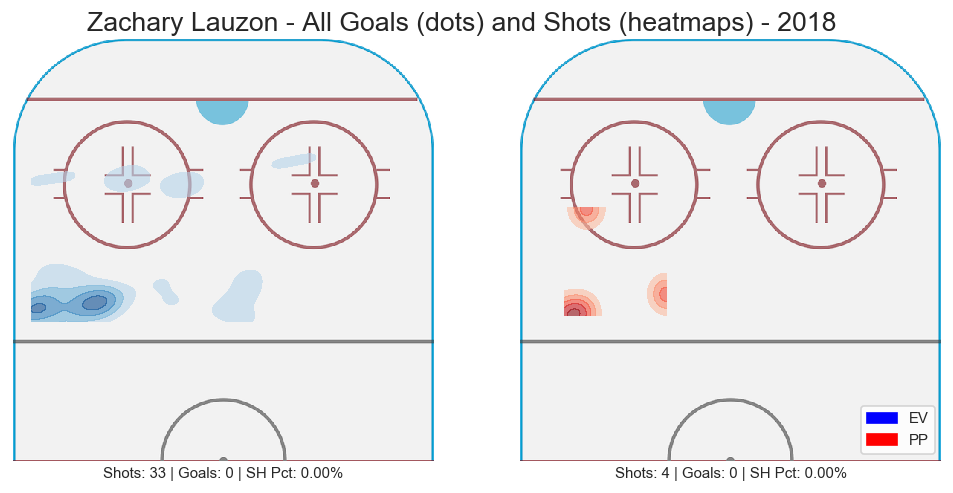 Zachary Lauzon - All Goals (dots) and Shots (heatmaps) - 2018
EV
PP
Shots: 33 | Goals: 0 | SH Pct: 0.00%
Shots: 4 | Goals: 0 | SH Pct: 0.00%